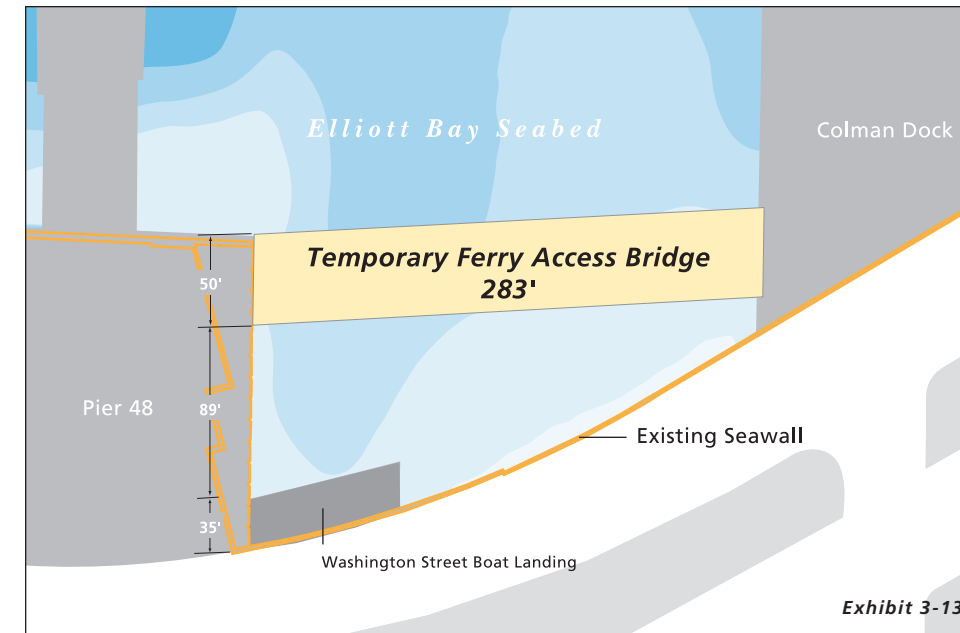 Elliott Bay Seabed
Colman Dock
Temporary Ferry Access Bridge
283'
50'
Pier 48
89'
Existing Seawall
35'
Washington Street Boat Landing
Exhibit 3-13